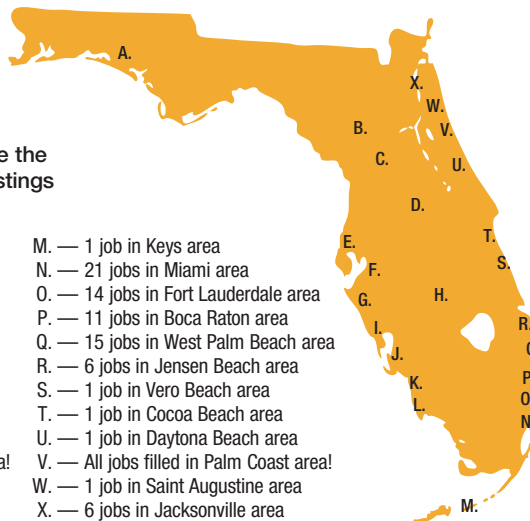 A.
X.
W.
B.
V.
e the
C.
U.
stings
D.
M. — 1 job in Keys area
E.
T.
N. — 21 jobs in Miami area
S.
F.
O. — 14 jobs in Fort Lauderdale area
G.
H.
P. — 11 jobs in Boca Raton area
I.
R.
Q. — 15 jobs in West Palm Beach area
J.
R. — 6 jobs in Jensen Beach area
P
K.
S. — 1 job in Vero Beach area
O
L.
T. — 1 job in Cocoa Beach area
N
U. — 1 job in Daytona Beach area
a! V. — All jobs filled in Palm Coast area!
W. — 1 job in Saint Augustine area
X. — 6 jobs in Jacksonville area
M.